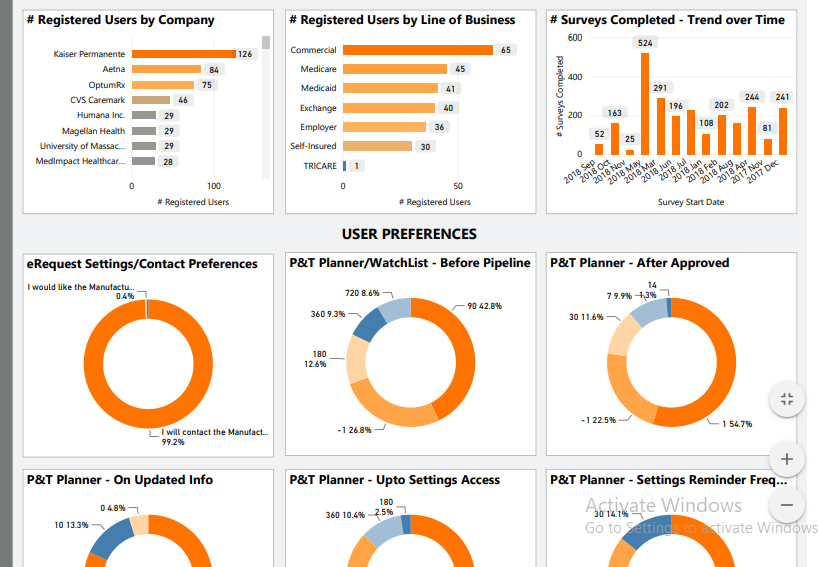 # Registered Users by Company
Kaiser Permanente 126
Aetna 84
OptumRx 75
CVS Caremark 46
Humana Inc. 29
Magellan Health 29
University of Massac... 29
MedImpact Healthcar... 28
0 100
# Registered Users
# Registered Users by Line of Business
Commercial 65
Medicare 45
Medicaid 41
Exchange 40
Employer 36
Self-Insured 30
TRICARE 1
0 50
# Registered Users
# Surveys Completed - Trend over Time
# Surveys Completed
600
400
200
0
52 163 25 524 291 196 108 202 244 81 241
2018 Sep
2018 Oct
2018 Nov
2018 May
2018 Mar
2018 Jun
2018 Jul
2018 Jan
2018 Feb
2018 Aug
2018 Apr
2017 Nov
2017 Dec
Survey Start Date
USER PREFERENCES
eRequest Settings/Contact Preferences
I would like the Manufactu...
0.4%
I will contact the Manufact...
99.2%
P&T Planner/WatchList - Before Pipeline
720 8.6%
90 42.8%
360 9.3%
180
12.6%
-1 26.8%
P&T Planner - After Approved
14
1.3%
7 9.9%
30 11.6%
-1 22.5%
1 54.7%
P&T Planner - On Updated Info
0 4.8%
10 13.3%
P&T Planner - Upto Settings Access
180
2.5%
360 10.4%
P&T Planner - Settings Reminder Freq...
30 14.1%
Activate Windows
Go to Settings to activate Windows